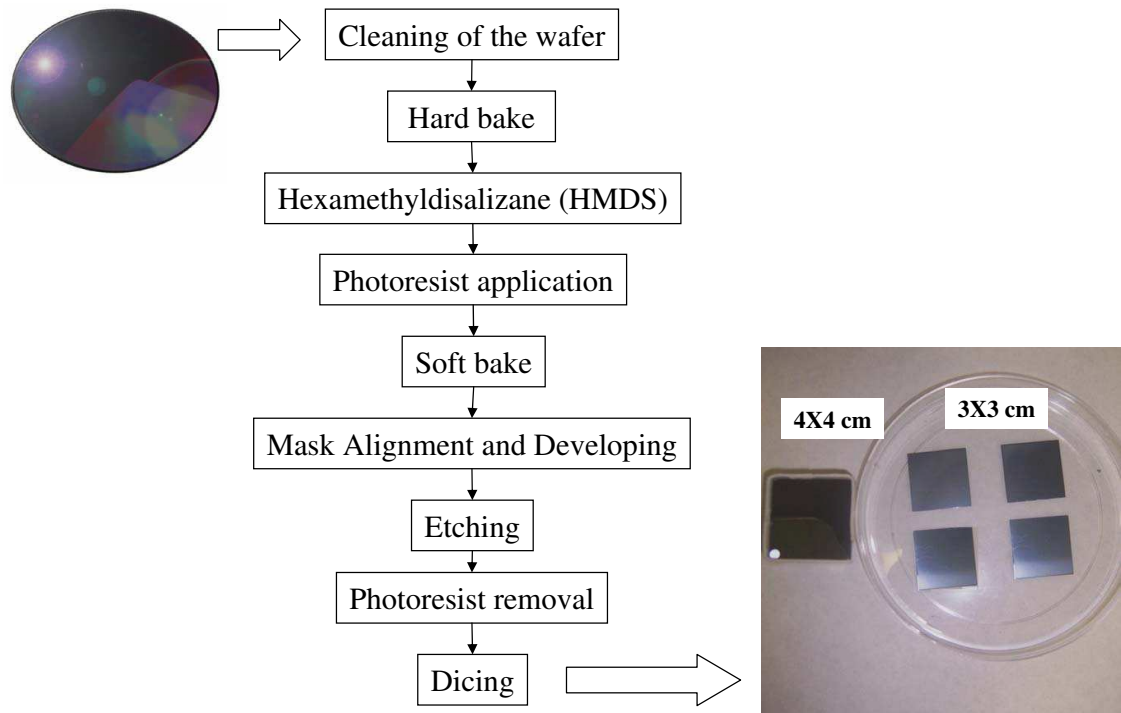 Cleaning of the wafer
Hard bake
Hexamethyldisalizane (HMDS)
Photoresist application
Soft bake
Mask Alignment and Developing
Etching
Photoresist removal
Dicing
4X4 cm
3X3 cm